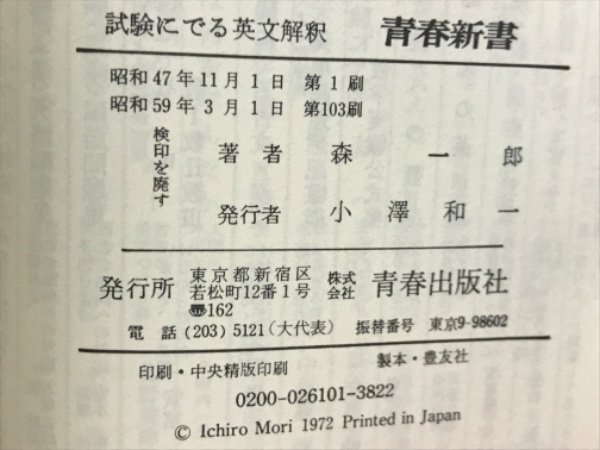 試験にでる英文解釈 青春新書
昭和47年11月1日 第1刷
昭和59年3月1日 第103刷
検印を廃す
著者 森一郎
発行者 小澤和一
発行所 東京都新宿区若松町12番1号 〠162 株式会社 青春出版社
電話 (203) 5121(大代表) 振替番号 東京9-98602
印刷・中央精版印刷 製本・豊友社
0200-026101-3822
© Ichiro Mori 1972 Printed in Japan